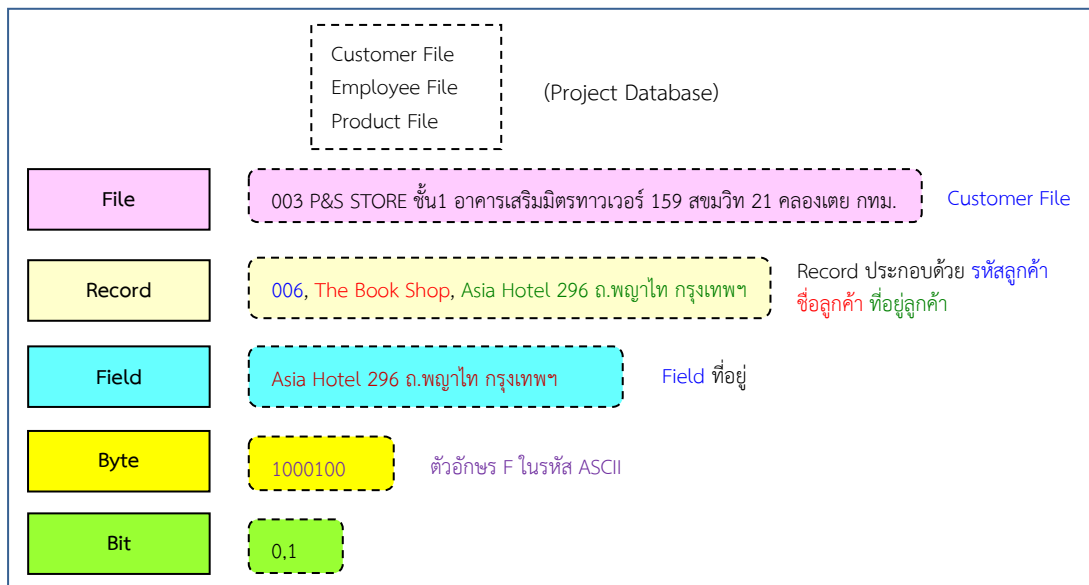 Customer File
Employee File
Product File
(Project Database)
File
003 P&S STORE ชั้น1 อาคารเสริมมิตรทาวเวอร์ 159 สขมวิท 21 คลองเตย กทม.
Customer File
Record
006, The Book Shop, Asia Hotel 296 ถ.พญาไท กรุงเทพฯ
Record ประกอบด้วย รหัสลูกค้า
ชื่อลูกค้า ที่อยู่ลูกค้า
Field
Asia Hotel 296 ถ.พญาไท กรุงเทพฯ
Field ที่อยู่
Byte
1000100
ตัวอักษร F ในรหัส ASCII
Bit
0,1